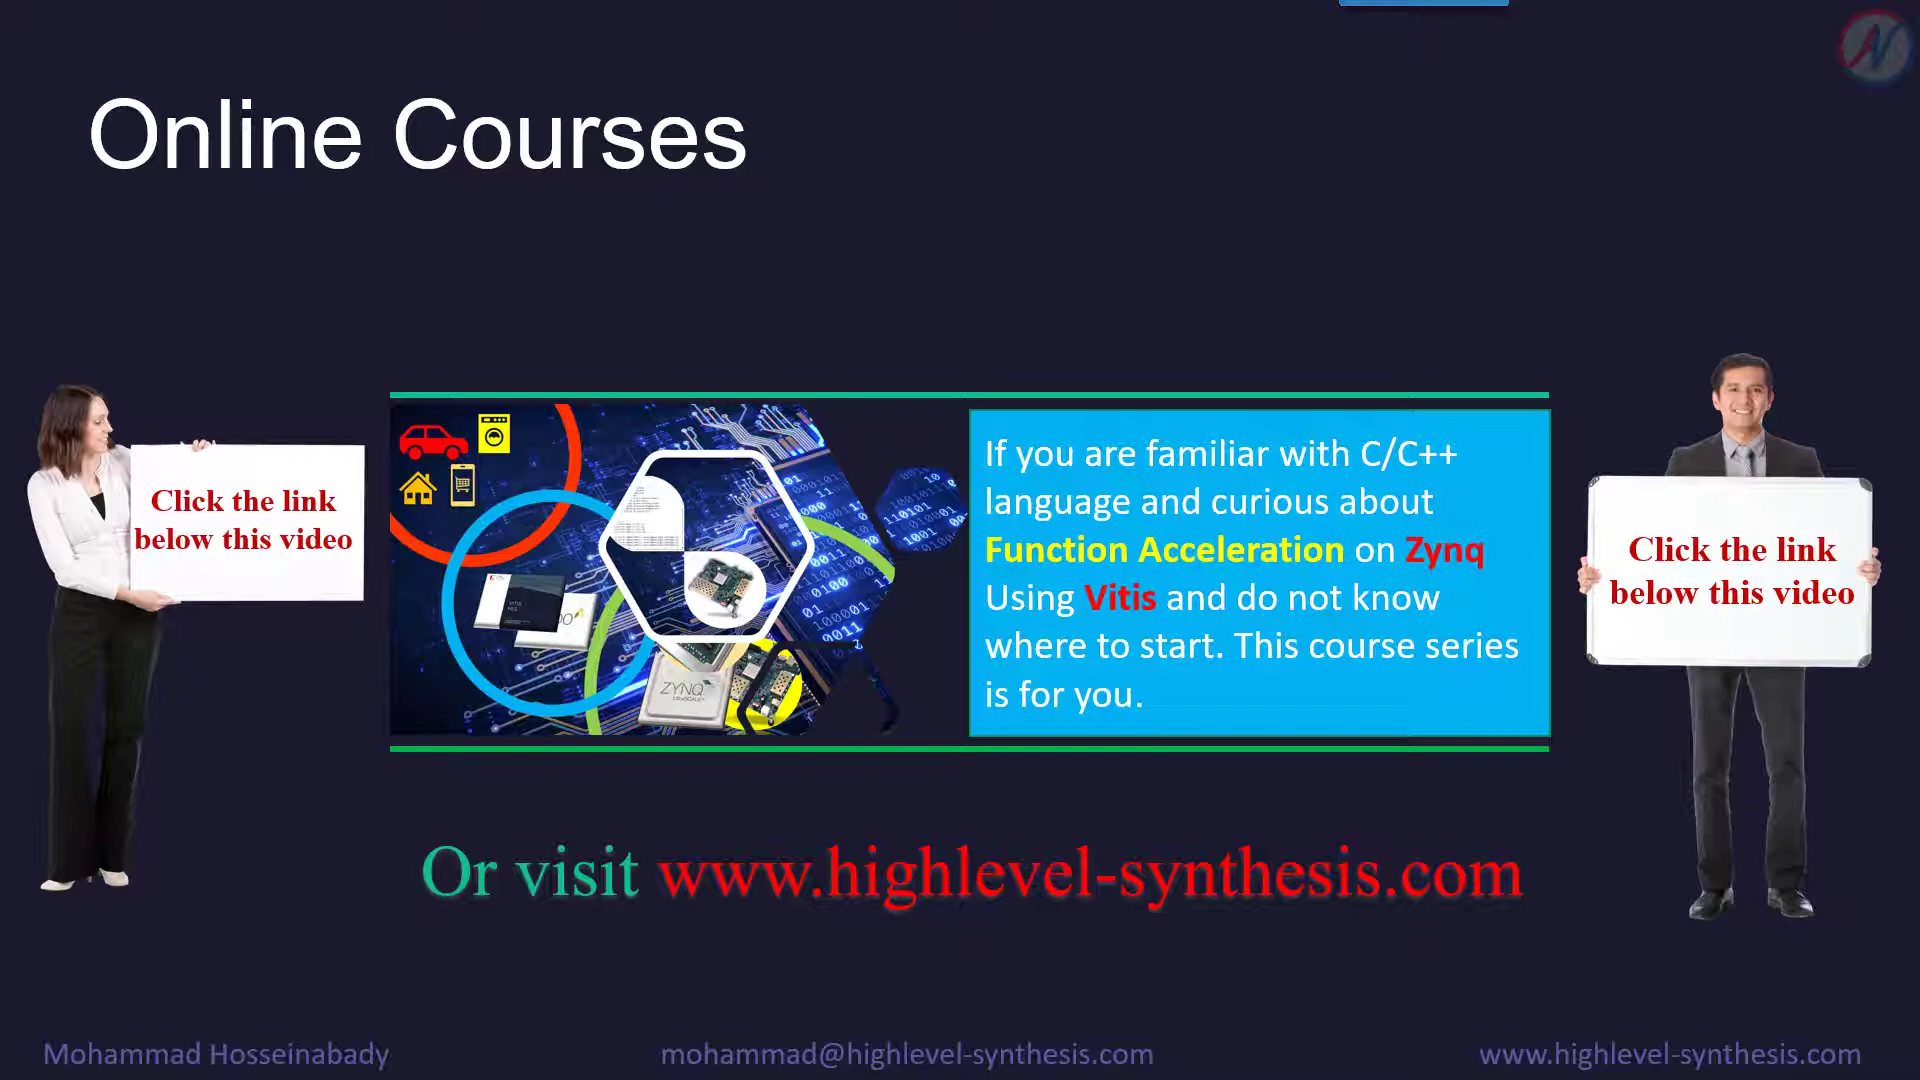 Online Courses
Click the link
below this video
If you are familiar with C/C++
language and curious about
Function Acceleration on Zynq
Using Vitis and do not know
where to start. This course series
is for you.
Click the link
below this video
ZYNQ
Or visit www.highlevel-synthesis.com
Mohammad Hosseinabady
mohammad@highlevel-synthesis.com
www.highlevel-synthesis.com